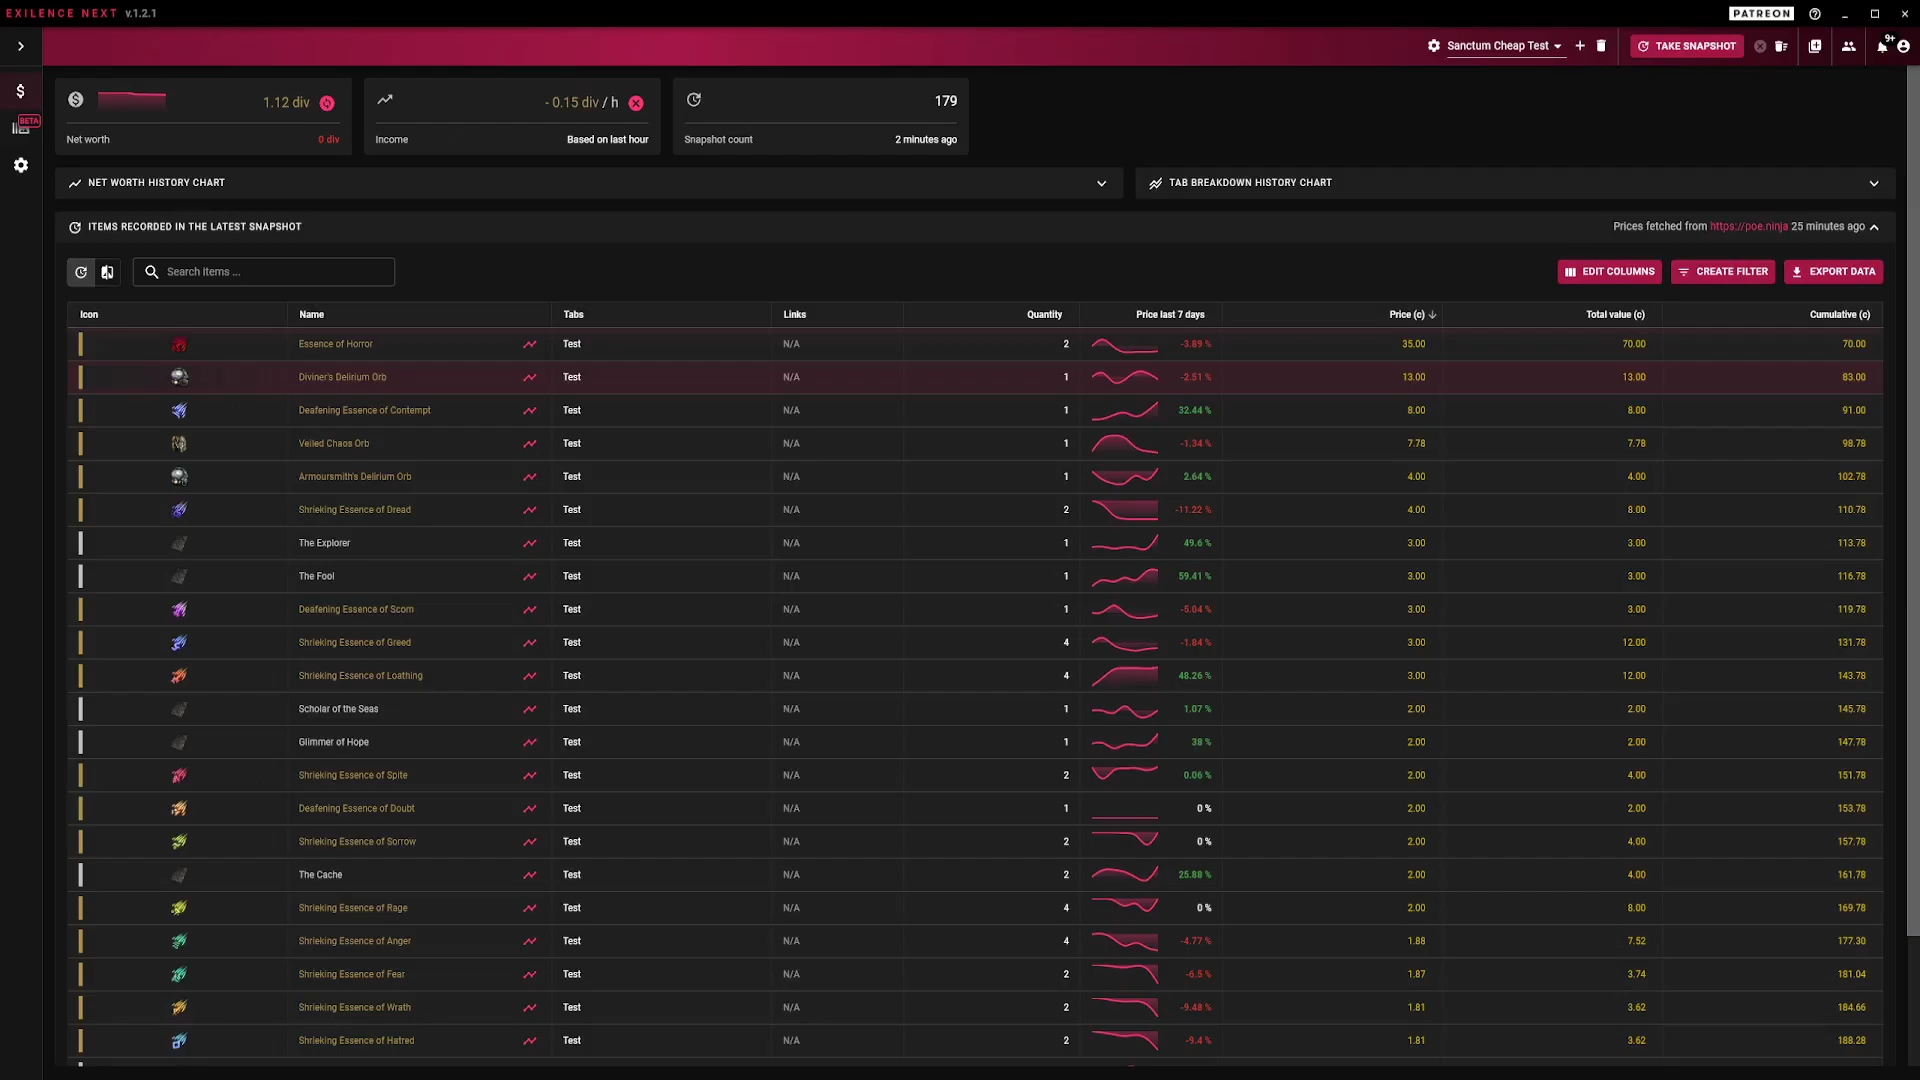 EXILENCE NEXT v.1.2.1
PATREON
Sanctum Cheap Test
TAKE SNAPSHOT
9+
BETA
1.12 div
Net worth 0 div
- 0.15 div / h
Income Based on last hour
179
Snapshot count 2 minutes ago
NET WORTH HISTORY CHART
TAB BREAKDOWN HISTORY CHART
ITEMS RECORDED IN THE LATEST SNAPSHOT
Prices fetched from https://poe.ninja 25 minutes ago
Search Items ...
EDIT COLUMNS
CREATE FILTER
EXPORT DATA
Icon Name Tabs Links Quantity Price last 7 days Price (c) Total value (c) Cumulative (c)
Essence of Horror Test N/A 2 -3.89 % 35.00 70.00 70.00
Diviner's Delirium Orb Test N/A 1 -2.51 % 13.00 13.00 83.00
Deafening Essence of Contempt Test N/A 1 32.44 % 8.00 8.00 91.00
Veiled Chaos Orb Test N/A 1 -1.34 % 7.78 7.78 98.78
Armoursmith's Delirium Orb Test N/A 1 2.64 % 4.00 4.00 102.78
Shrieking Essence of Dread Test N/A 2 -11.22 % 4.00 8.00 110.78
The Explorer Test N/A 1 49.6 % 3.00 3.00 113.78
The Fool Test N/A 1 59.41 % 3.00 3.00 116.78
Deafening Essence of Scorn Test N/A 1 -5.04 % 3.00 3.00 119.78
Shrieking Essence of Greed Test N/A 4 -1.84 % 3.00 12.00 131.78
Shrieking Essence of Loathing Test N/A 4 48.26 % 3.00 12.00 143.78
Scholar of the Seas Test N/A 1 1.07 % 2.00 2.00 145.78
Glimmer of Hope Test N/A 1 38 % 2.00 2.00 147.78
Shrieking Essence of Spite Test N/A 2 0.06 % 2.00 4.00 151.78
Deafening Essence of Doubt Test N/A 1 0 % 2.00 2.00 153.78
Shrieking Essence of Sorrow Test N/A 2 0 % 2.00 4.00 157.78
The Cache Test N/A 2 25.88 % 2.00 4.00 161.78
Shrieking Essence of Rage Test N/A 4 0 % 2.00 8.00 169.78
Shrieking Essence of Anger Test N/A 4 -4.77 % 1.88 7.52 177.30
Shrieking Essence of Fear Test N/A 2 -6.5 % 1.87 3.74 181.04
Shrieking Essence of Wrath Test N/A 2 -9.48 % 1.81 3.62 184.66
Shrieking Essence of Hatred Test N/A 2 -9.4 % 1.81 3.62 188.28